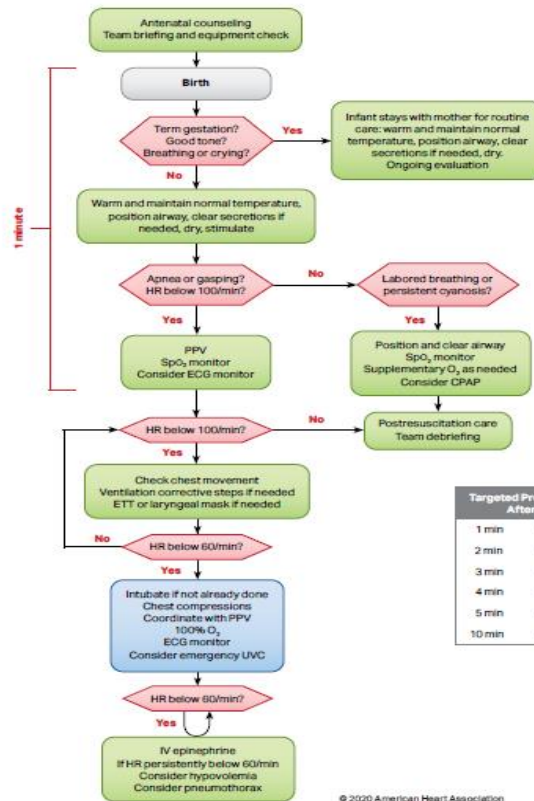 Antenatal counseling
Team briefing and equipment check
Birth
1 minute
Term gestation?
Good tone?
Breathing or crying?
Yes
Infant stays with mother for routine
care: warm and maintain normal
temperature, position airway, clear
secretions if needed, dry.
Ongoing evaluation
No
Warm and maintain normal temperature,
position airway, clear secretions if
needed, dry, stimulate
Apnea or gasping?
HR below 100/min?
No
Labored breathing or
persistent cyanosis?
Yes
Yes
PPV
SpO₂ monitor
Consider ECG monitor
Position and clear airway
SpO₂ monitor
Supplementary O₂ as needed
Consider CPAP
HR below 100/min?
No
Postresuscitation care
Team debriefing
Yes
Check chest movement
Ventilation corrective steps if needed
ETT or laryngeal mask if needed
No
HR below 60/min?
Yes
Intubate if not already done
Chest compressions
Coordinate with PPV
100% O₂
ECG monitor
Consider emergency UVC
HR below 60/min?
Yes
IV epinephrine
If HR persistently below 60/min
Consider hypovolemia
Consider pneumothorax
Targeted
After
1 min
2 min
3 min
4 min
5 min
10 min
© 2020 American Heart Association